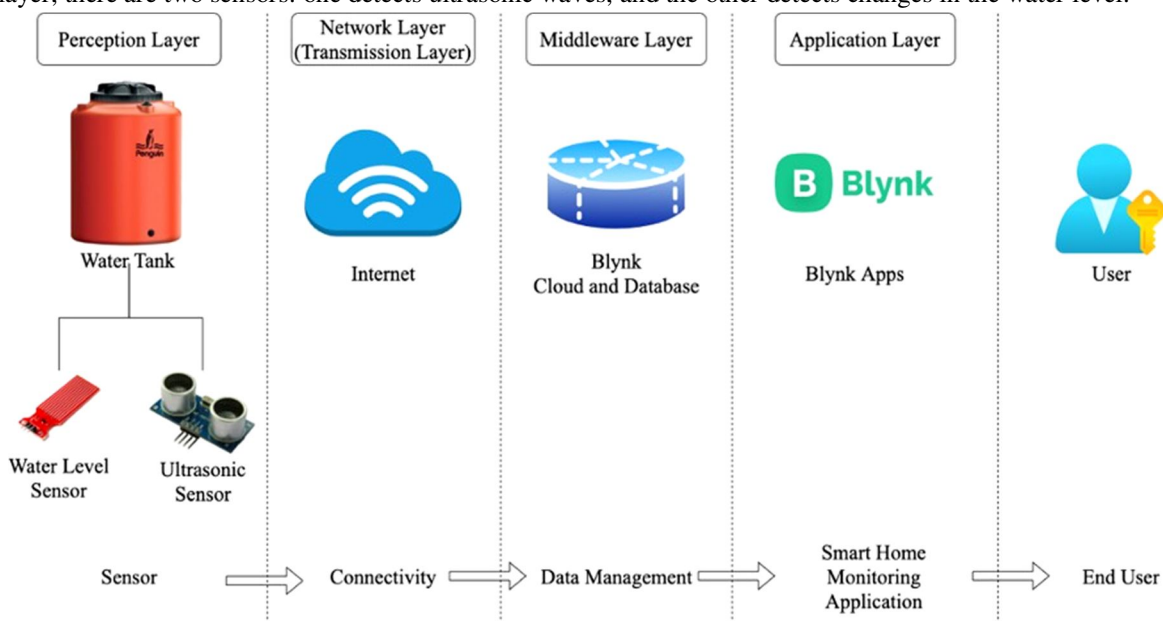 layer, there are two sensors: one detects ultrasonic waves, and the other detects changes in the water level.
Perception Layer
Network Layer
(Transmission Layer)
Middleware Layer
Application Layer
Penguin
B Blynk
Water Tank
Internet
Blynk
Cloud and Database
Blynk Apps
User
Water Level
Sensor
Ultrasonic
Sensor
Sensor
Connectivity
Data Management
Smart Home
Monitoring
Application
End User